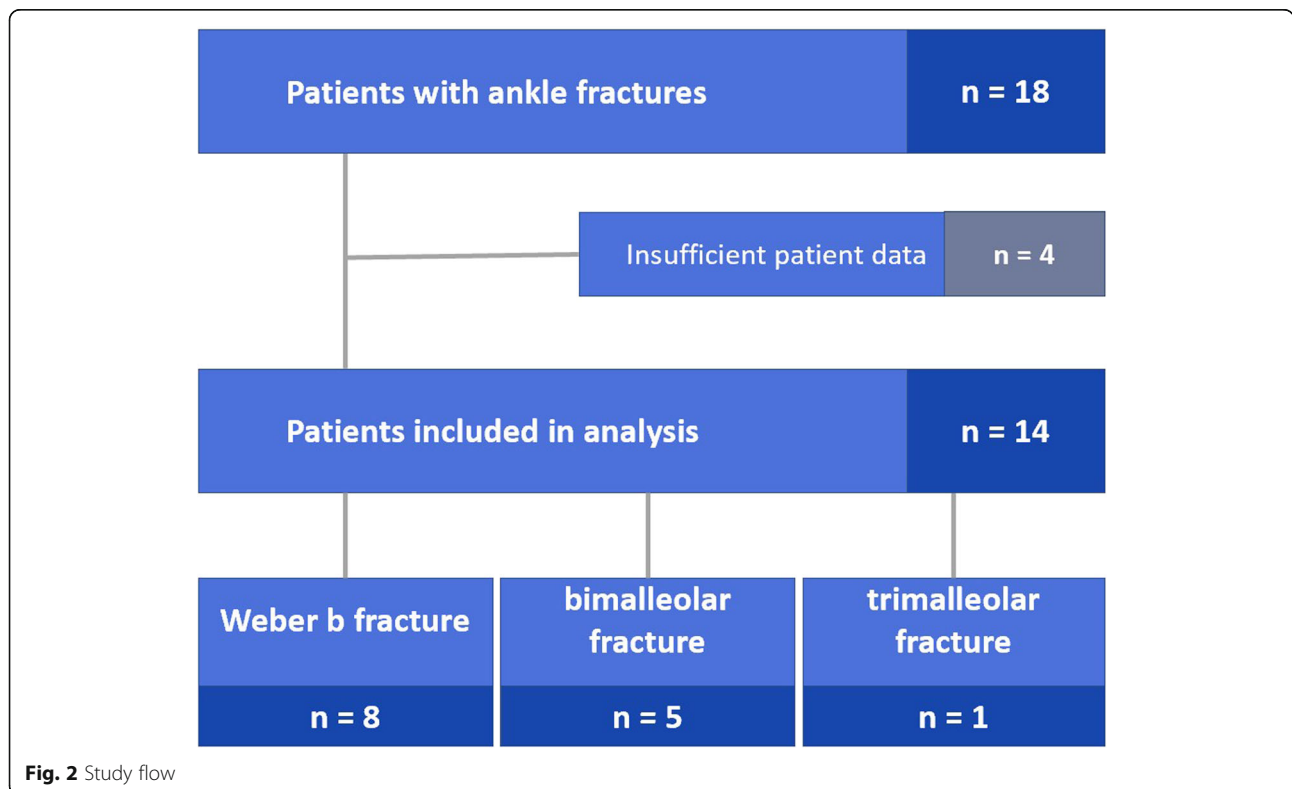 Patients with ankle fractures
n = 18
Insufficient patient data
n = 4
Patients included in analysis
n = 14
Weber b fracture
n = 8
bimalleolar
fracture
n = 5
trimalleolar
fracture
n = 1
Fig. 2 Study flow